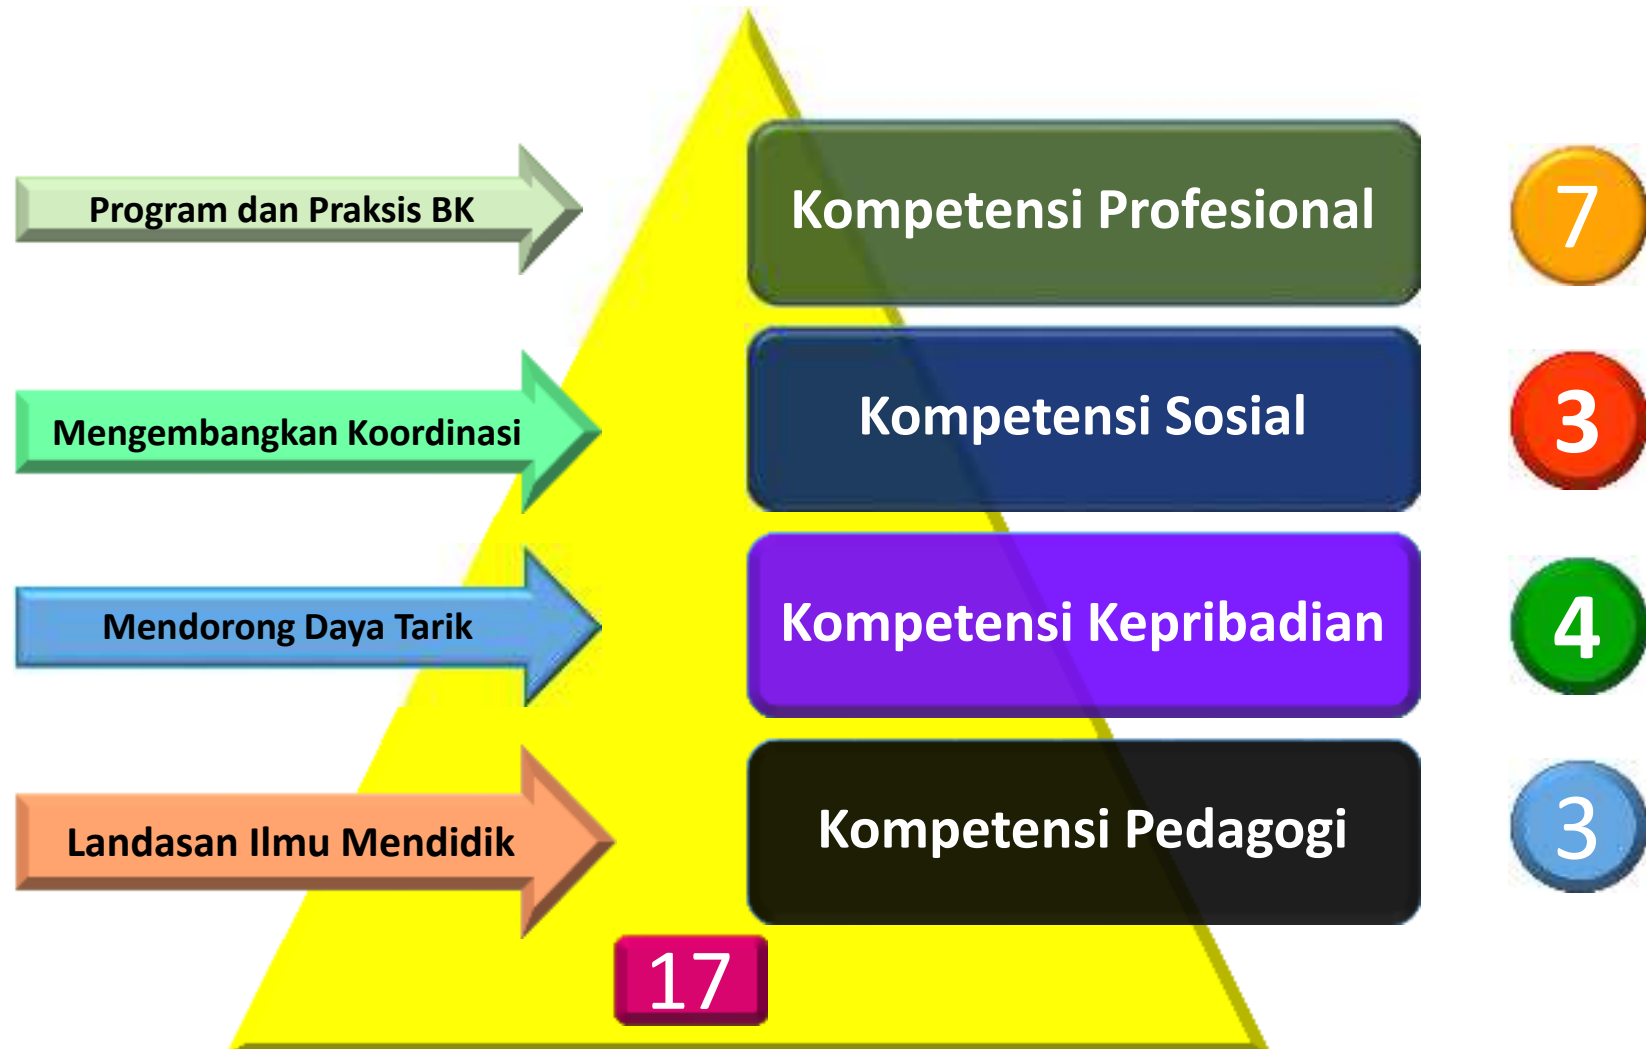 Program dan Praksis BK
Kompetensi Profesional
7
Mengembangkan Koordinasi
Kompetensi Sosial
3
Mendorong Daya Tarik
Kompetensi Kepribadian
4
Landasan Ilmu Mendidik
Kompetensi Pedagogi
3
17